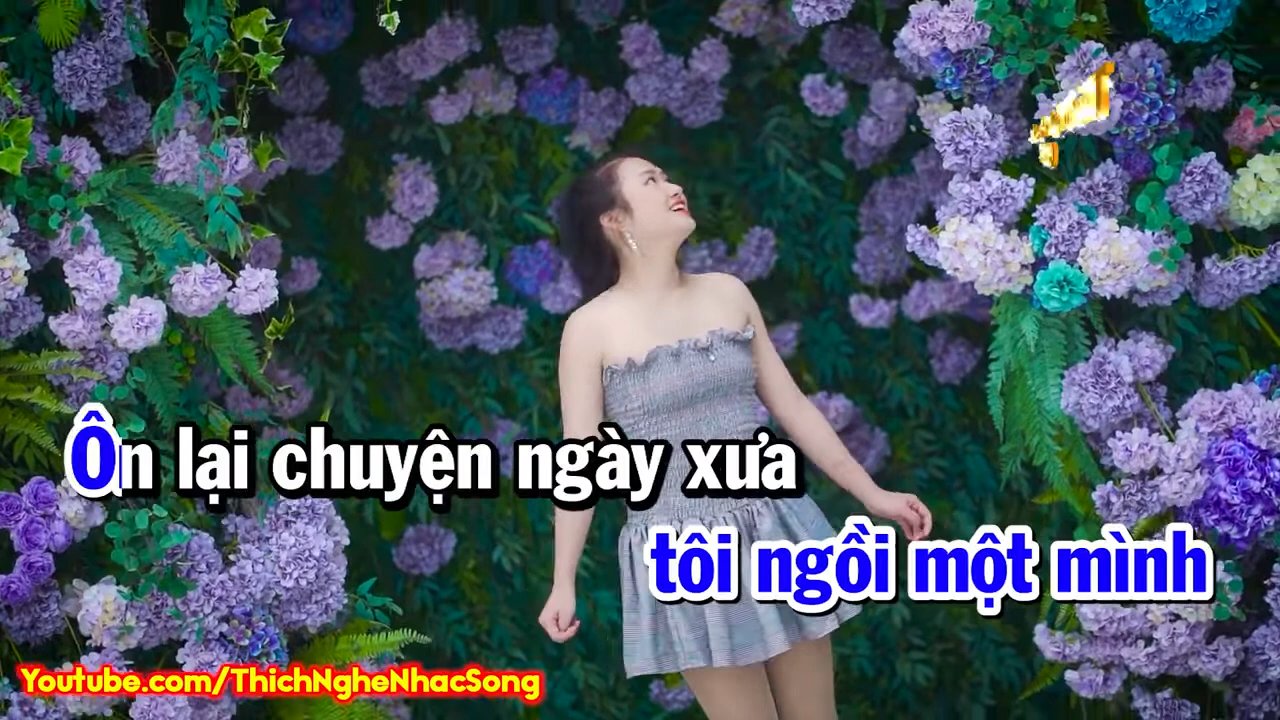 Ôn lại chuyện ngày xưa
tôi ngồi một mình
Youtube.com/ThichNgheNhacSong